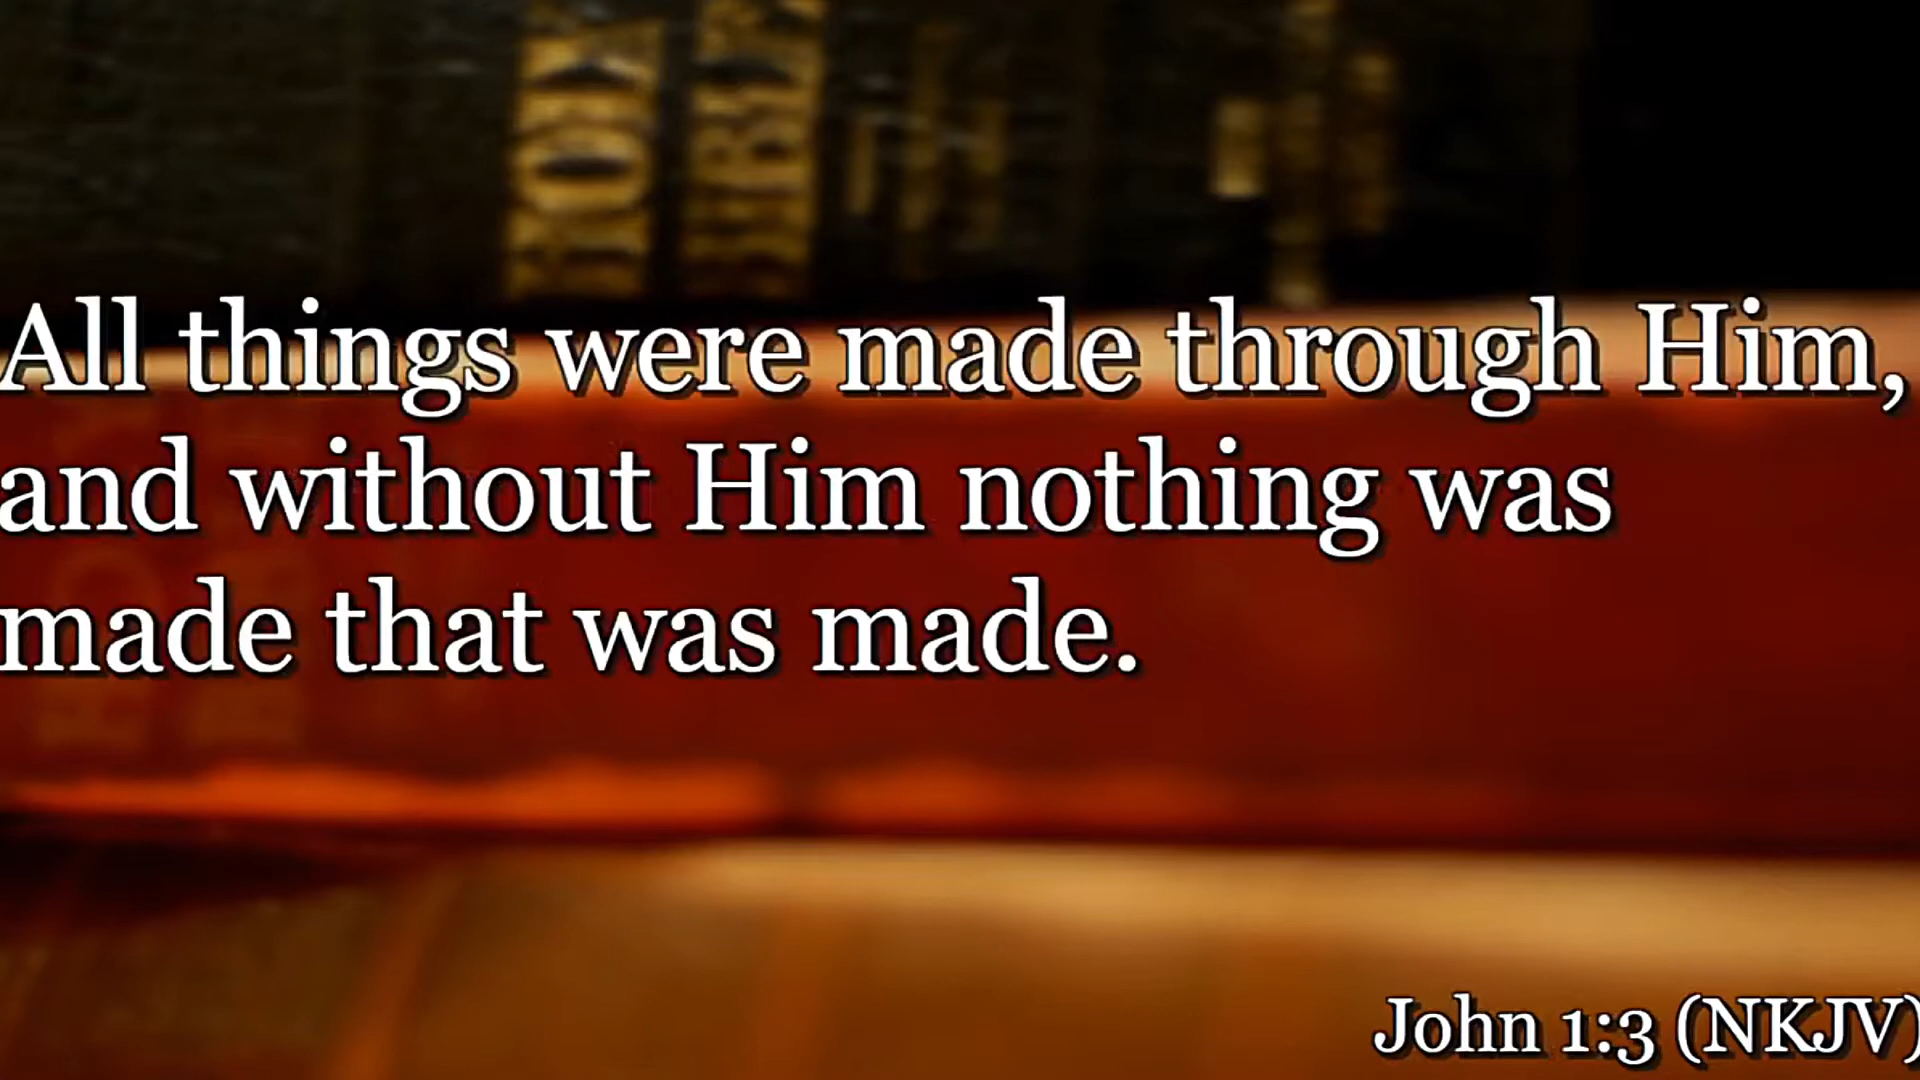 All things were made through Him,
and without Him nothing was
made that was made.
John 1:3 (NKJV)